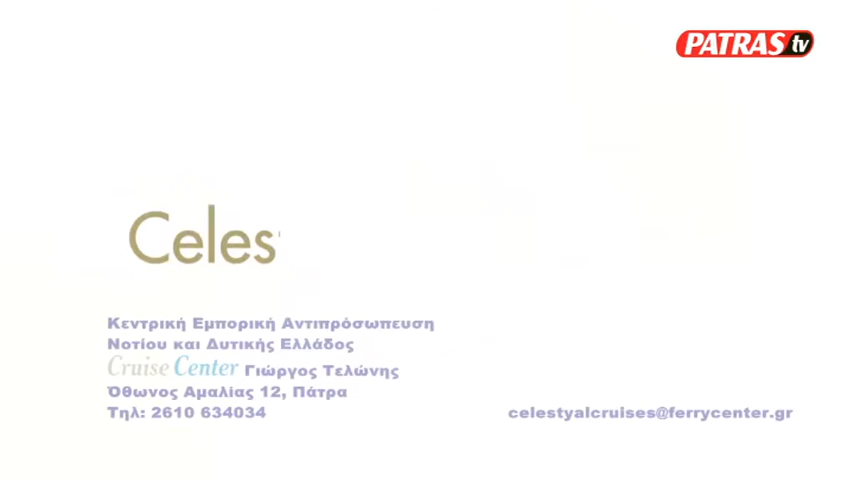 PATRAS tv
Celes
Κεντρική Εμπορική Αντιπρόσωπευση
Νοτίου και Δυτικής Ελλάδος
Cruise Center Γιώργος Τελώνης
Όθωνος Αμαλίας 12, Πάτρα
Τηλ: 2610 634034
celestyalcruises@ferrycenter.gr